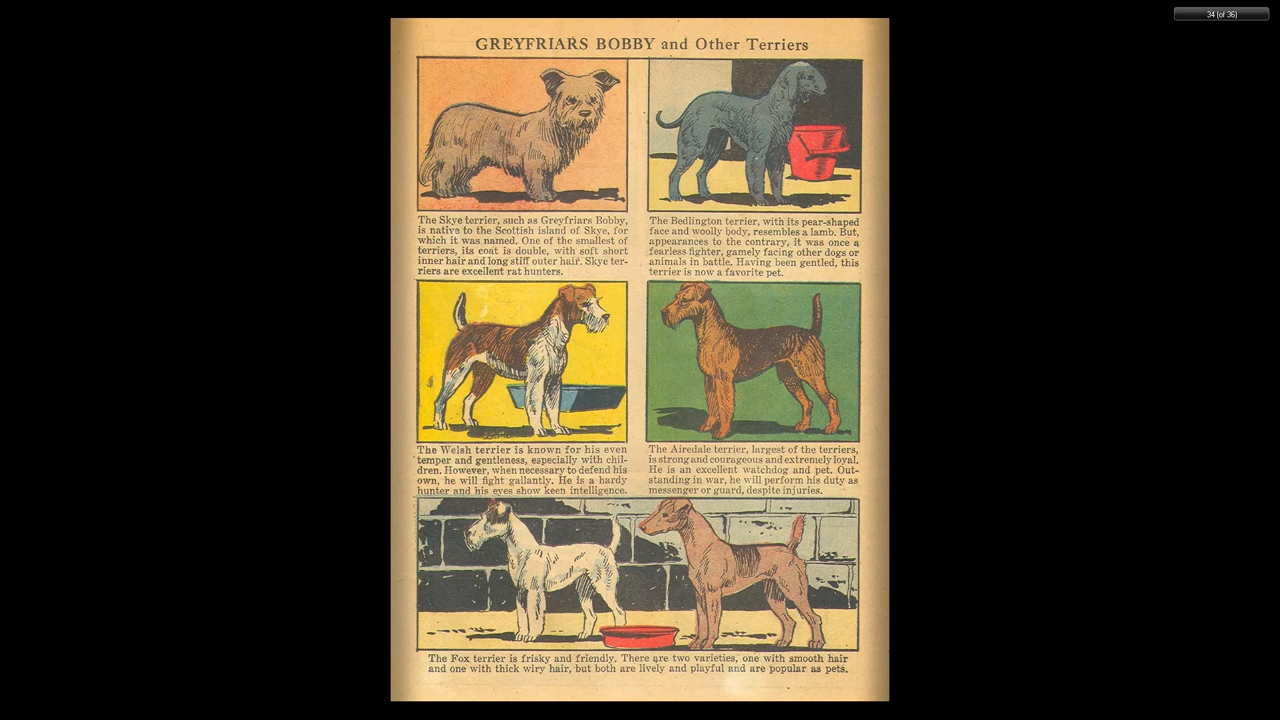 34 (of 36)
GREYFRIARS BOBBY and Other Terriers
The Skye terrier, such as Greyfriars Bobby,
is native to the Scottish island of Skye, for
which it was named. One of the smallest of
terriers, its coat is double, with soft short
inner hair and long stiff outer hair. Skye ter-
riers are excellent rat hunters.
The Bedlington terrier, with its pear-shaped
face and woolly body, resembles a lamb. But,
appearances to the contrary, it was once a
fearless fighter, gamely facing other dogs or
animals in battle. Having been gentled, this
terrier is now a favorite pet.
The Welsh terrier is known for his even
temper and gentleness, especially with chil-
dren. However, when necessary to defend his
own, he will fight gallantly. He is a hardy
hunter and his eyes show keen intelligence.
The Airedale terrier, largest of the terriers,
is strong and courageous and extremely loyal.
He is an excellent watchdog and pet. Out-
standing in war, he will perform his duty as
messenger or guard, despite injuries.
The Fox terrier is frisky and friendly. There are two varieties, one with smooth hair
and one with thick wiry hair, but both are lively and playful and are popular as pets.